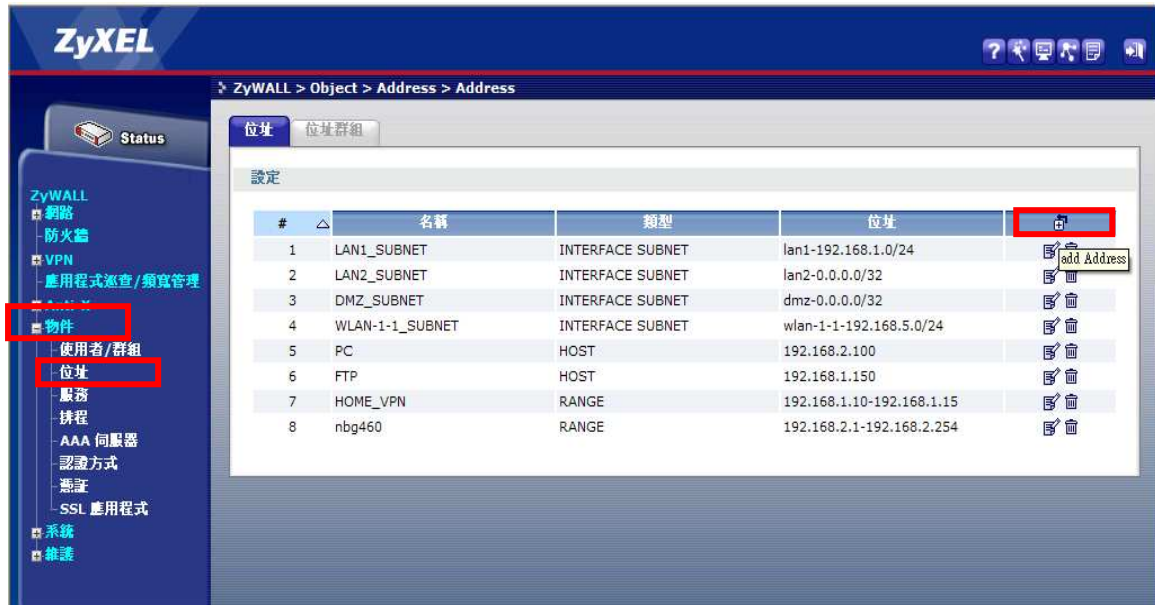 ZyXEL
?
ZyWALL > Object > Address > Address
Status
位址 位址群組
設定
ZyWALL
網路
防火牆
VPN
應用程式巡查/頻寬管理
Anti-X
物件
使用者/群組
位址
服務
排程
AAA 伺服器
認證方式
憑証
SSL 應用程式
系統
維護
# 名稱 類型 位址
1 LAN1_SUBNET INTERFACE SUBNET lan1-192.168.1.0/24
add Address
2 LAN2_SUBNET INTERFACE SUBNET lan2-0.0.0.0/32
3 DMZ_SUBNET INTERFACE SUBNET dmz-0.0.0.0/32
4 WLAN-1-1_SUBNET INTERFACE SUBNET wlan-1-1-192.168.5.0/24
5 PC HOST 192.168.2.100
6 FTP HOST 192.168.1.150
7 HOME_VPN RANGE 192.168.1.10-192.168.1.15
8 nbg460 RANGE 192.168.2.1-192.168.2.254